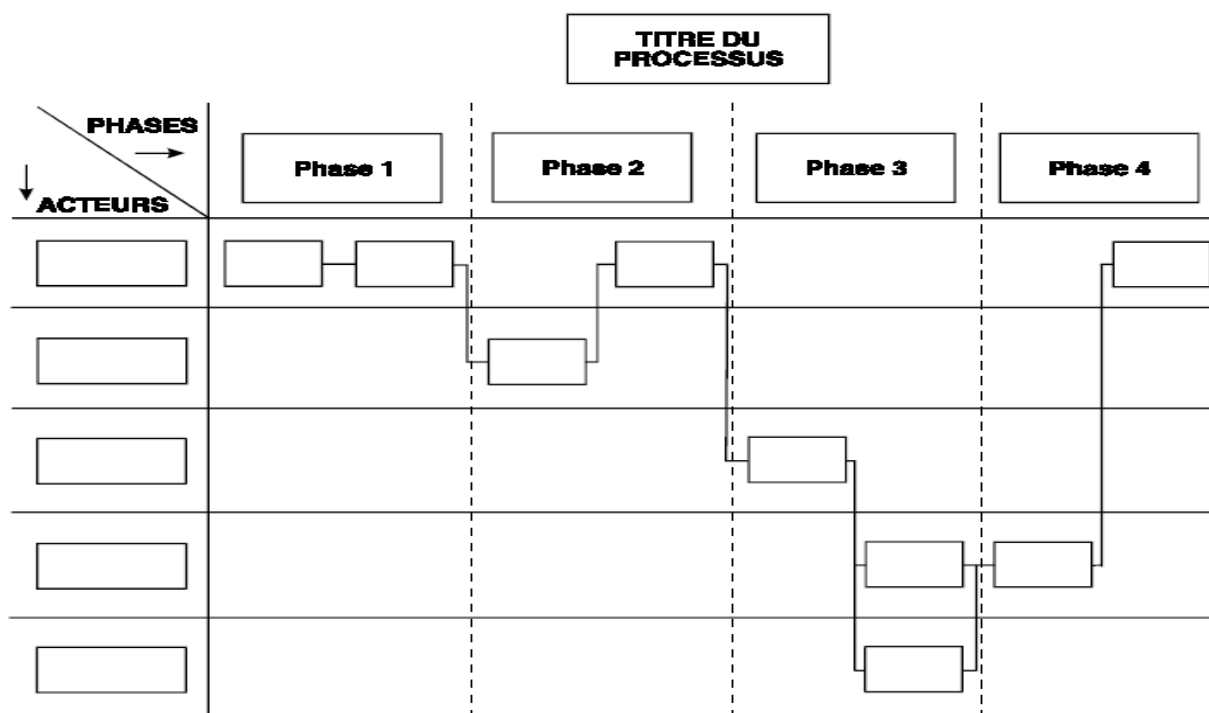 TITRE DU
PROCESSUS
PHASES
ACTEURS
Phase 1
Phase 2
Phase 3
Phase 4